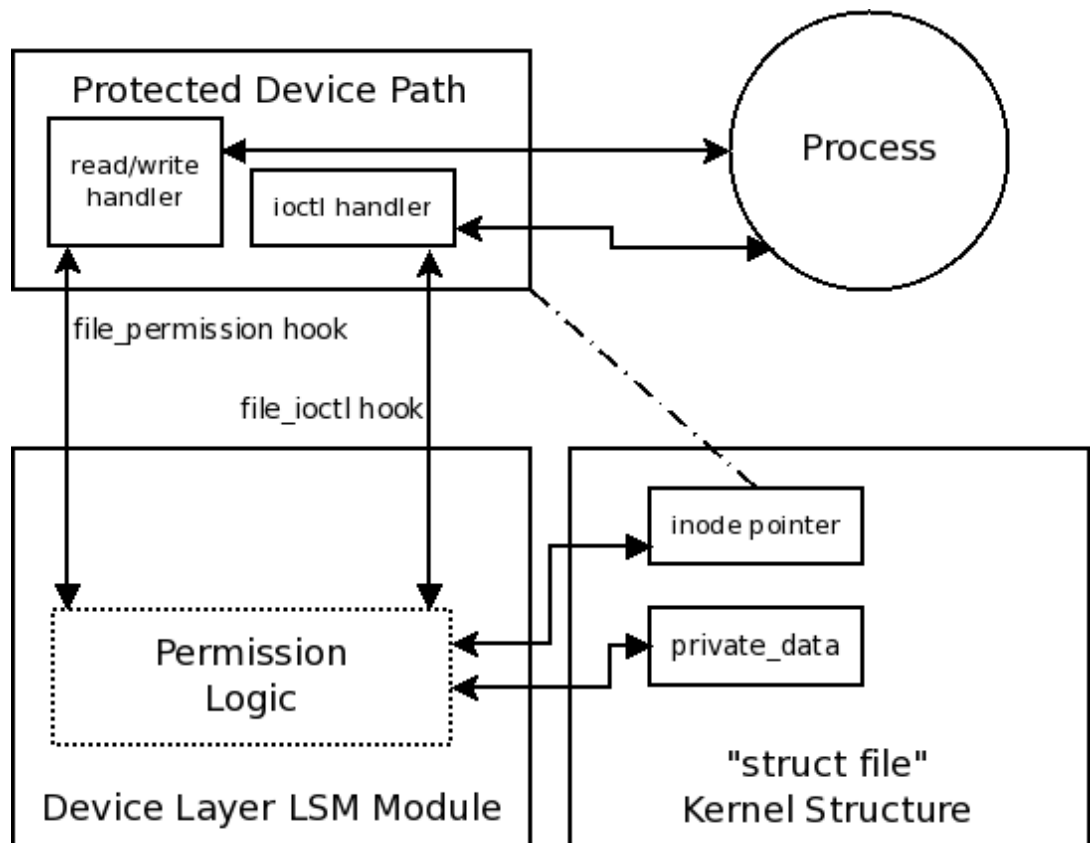 Protected Device Path
read/write
handler
ioctl handler
Process
file_permission hook
file_ioctl hook
inode pointer
private_data
Permission
Logic
Device Layer LSM Module
"struct file"
Kernel Structure